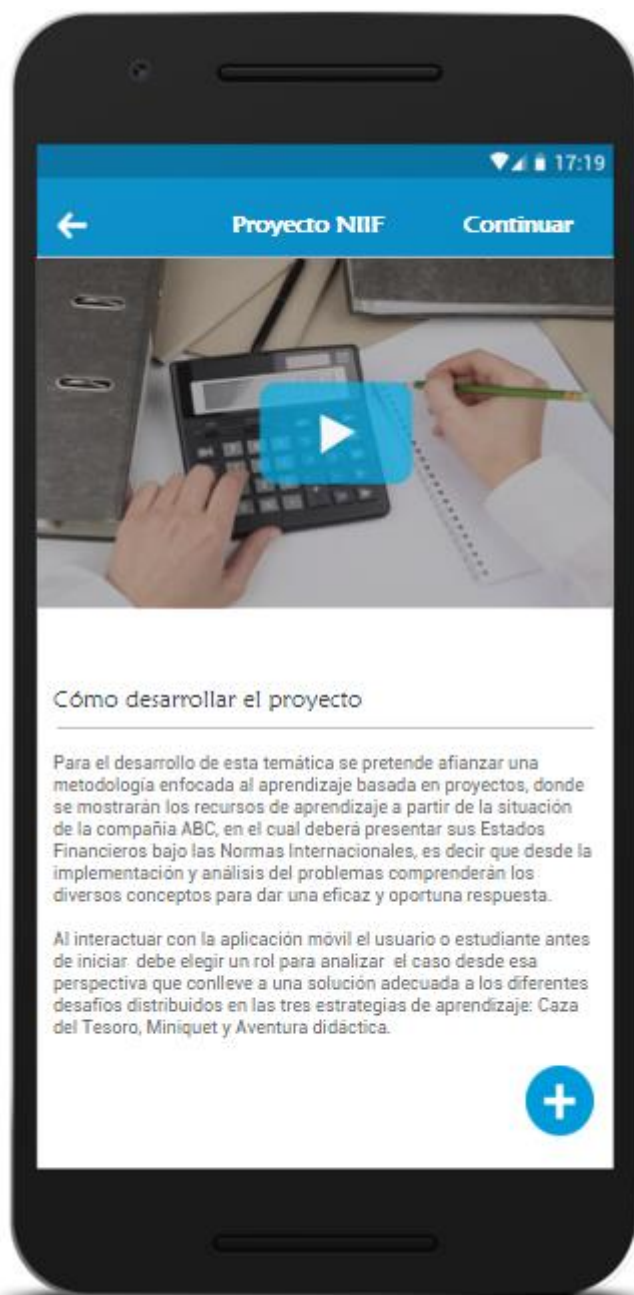 17:19
Proyecto NIIF
Continuar
Cómo desarrollar el proyecto
Para el desarrollo de esta temática se pretende afianzar una
metodología enfocada al aprendizaje basada en proyectos, donde
se mostrarán los recursos de aprendizaje a partir de la situación
de la compañia ABC, en el cual deberá presentar sus Estados
Financieros bajo las Normas Internacionales, es decir que desde la
implementación y análisis del problemas comprenderán los
diversos conceptos para dar una eficaz y oportuna respuesta.
Al interactuar con la aplicación móvil el usuario o estudiante antes
de iniciar debe elegir un rol para analizar el caso desde esa
perspectiva que conlleve a una solución adecuada a los diferentes
desafíos distribuidos en las tres estrategias de aprendizaje: Caza
del Tesoro, Miniquet y Aventura didáctica.